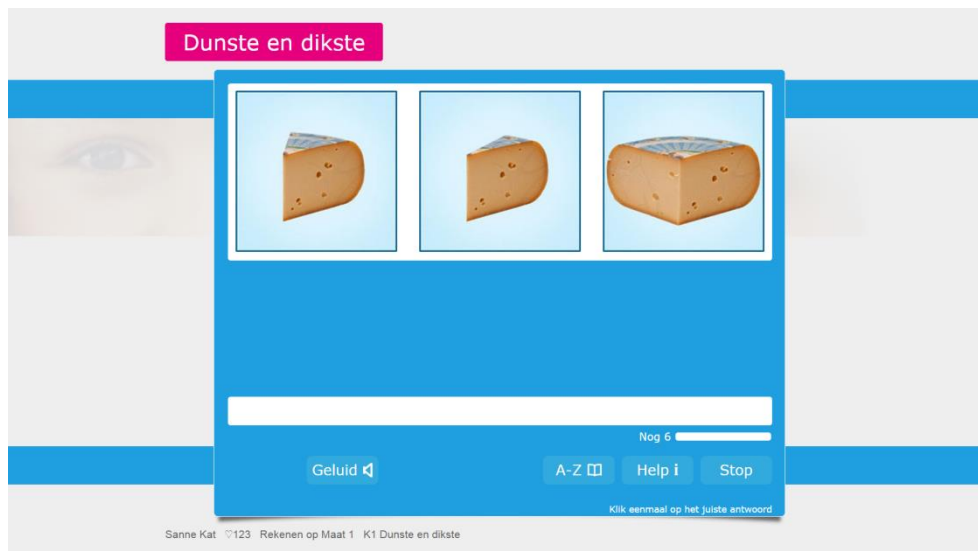 Dunste en dikste
Nog 6
Geluid
A-Z Help i Stop
Klik eenmaal op het juiste antwoord
Sanne Kat ♡123 Rekenen op Maat 1 K1 Dunste en dikste